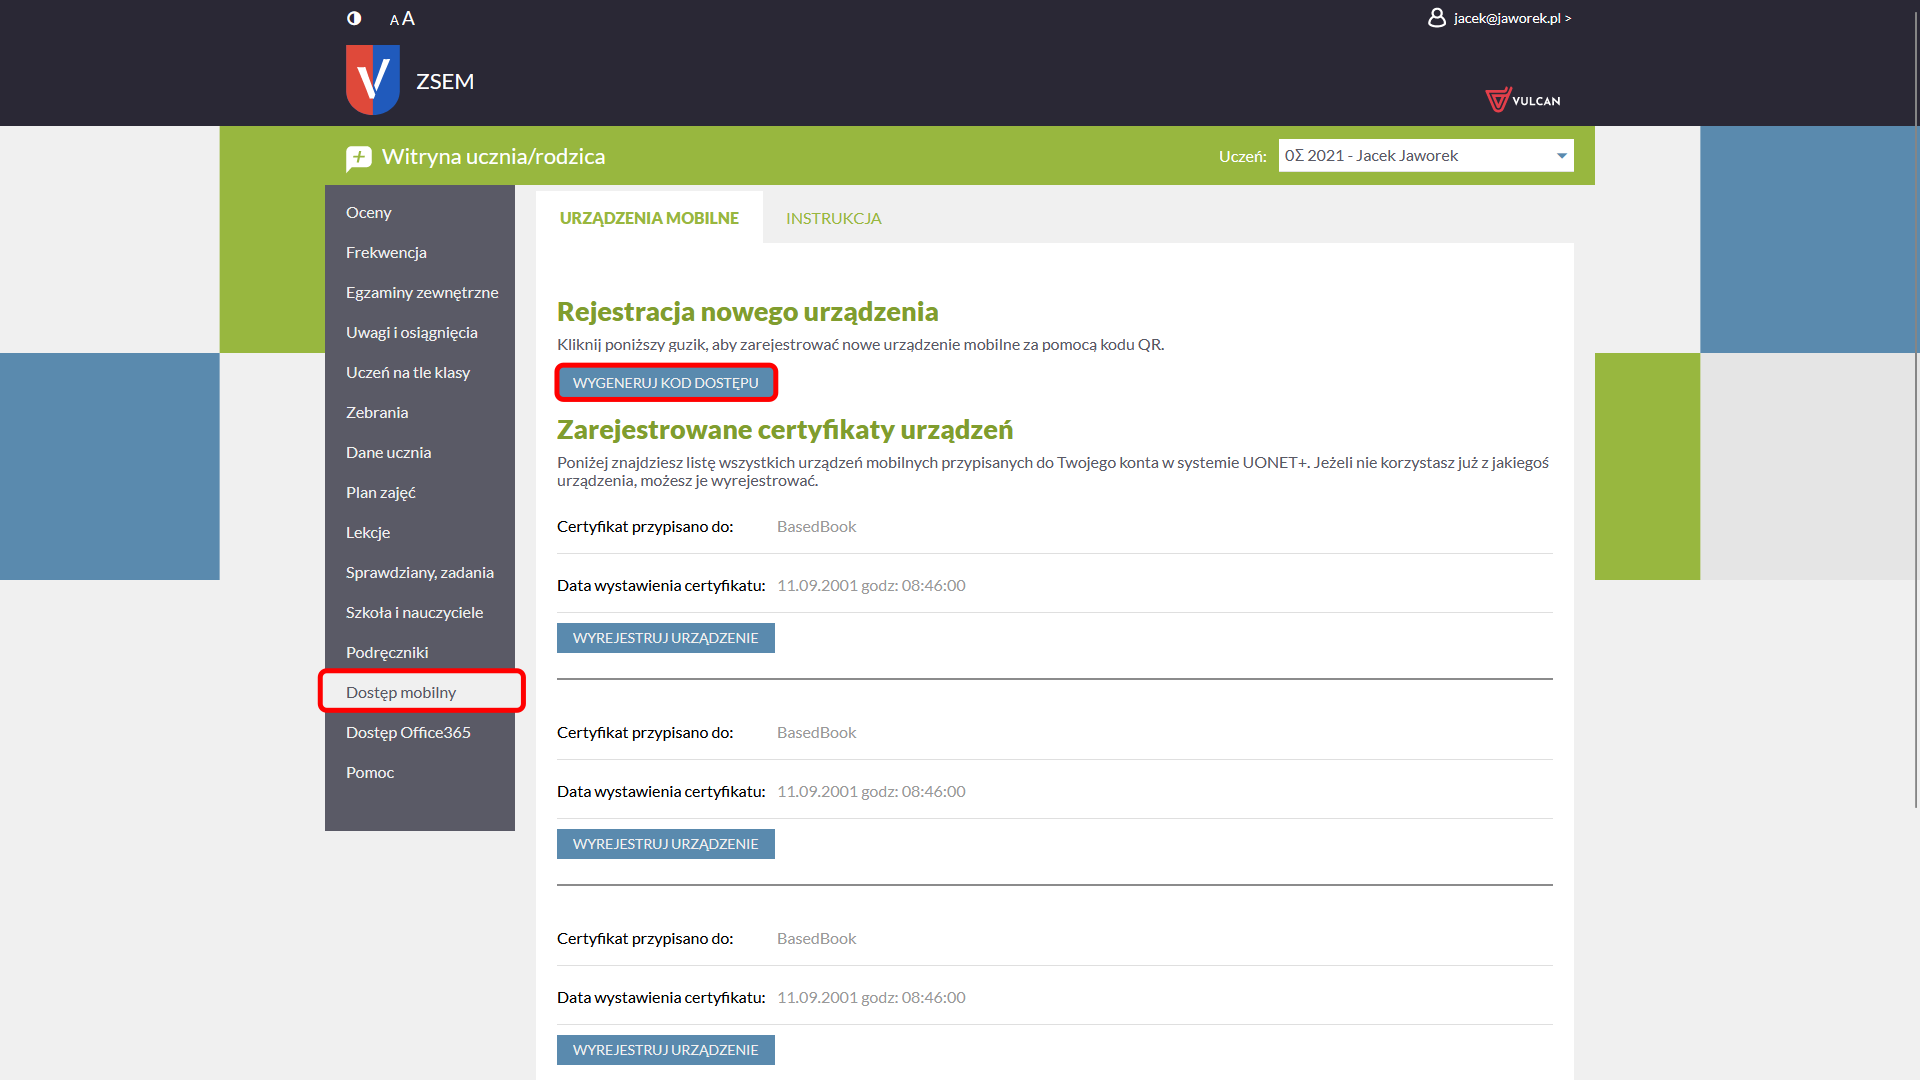 A A
jacek@jaworek.pl >
ZSEM
VULCAN
Witryna ucznia/rodzica
Uczeń:
0Σ 2021 - Jacek Jaworek
Oceny
Frekwencja
Egzaminy zewnętrzne
Uwagi i osiągnięcia
Uczeń na tle klasy
Zebrania
Dane ucznia
Plan zajęć
Lekcje
Sprawdziany, zadania
Szkoła i nauczyciele
Podręczniki
Dostęp mobilny
Dostęp Office365
Pomoc
URZĄDZENIA MOBILNE
INSTRUKCJA
Rejestracja nowego urządzenia
Kliknij poniższy guzik, aby zarejestrować nowe urządzenie mobilne za pomocą kodu QR.
WYGENERUJ KOD DOSTĘPU
Zarejestrowane certyfikaty urządzeń
Poniżej znajdziesz listę wszystkich urządzeń mobilnych przypisanych do Twojego konta w systemie UONET+. Jeżeli nie korzystasz już z jakiegoś
urządzenia, możesz je wyrejestrować.
Certyfikat przypisano do: BasedBook
Data wystawienia certyfikatu: 11.09.2001 godz: 08:46:00
WYREJESTRUJ URZĄDZENIE
Certyfikat przypisano do: BasedBook
Data wystawienia certyfikatu: 11.09.2001 godz: 08:46:00
WYREJESTRUJ URZĄDZENIE
Certyfikat przypisano do: BasedBook
Data wystawienia certyfikatu: 11.09.2001 godz: 08:46:00
WYREJESTRUJ URZĄDZENIE